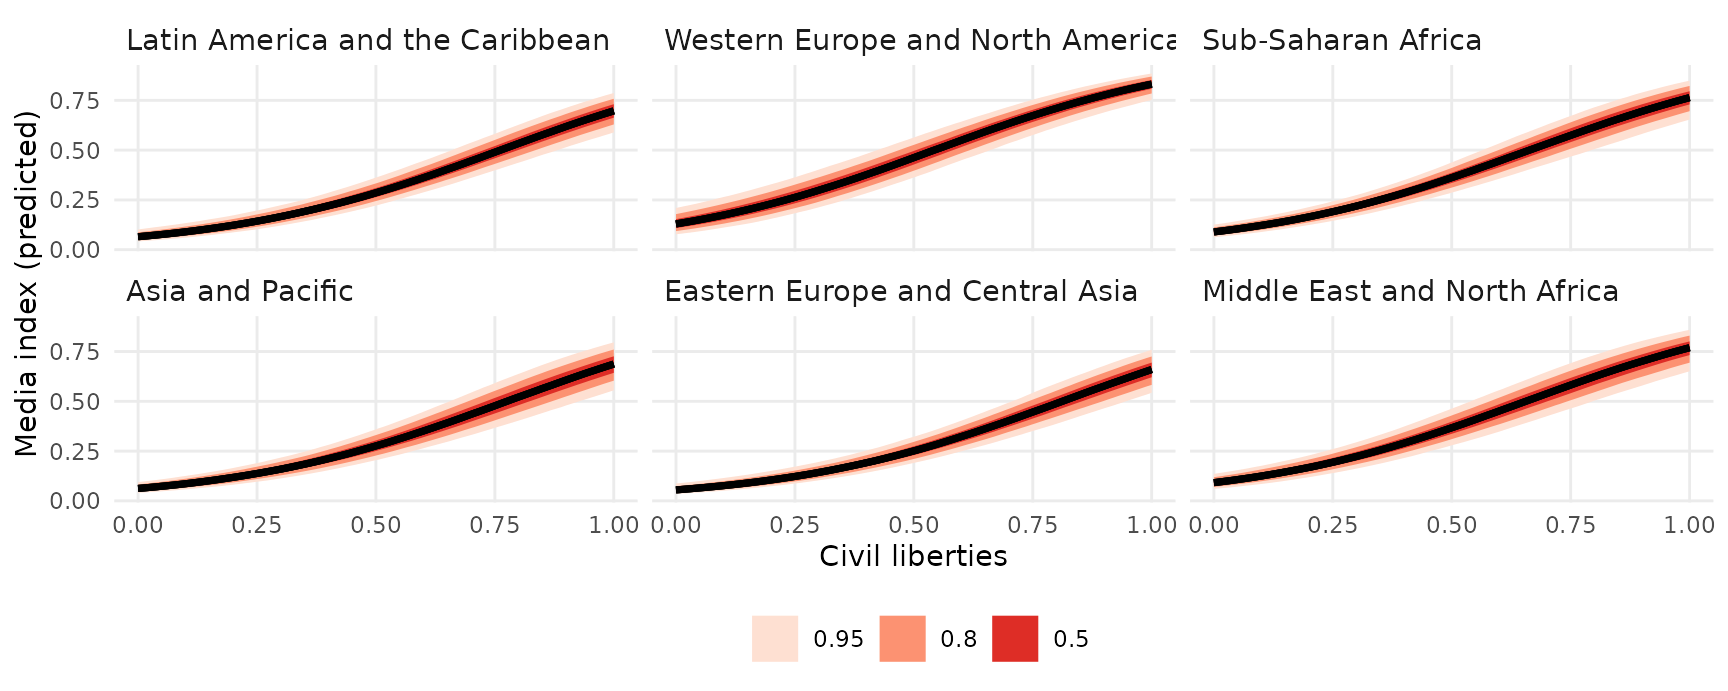 Latin America and the Caribbean
Western Europe and North America
Sub-Saharan Africa
Media index (predicted)
0.75
0.50
0.25
0.00
Asia and Pacific
Eastern Europe and Central Asia
Middle East and North Africa
0.75
0.50
0.25
0.00
0.00 0.25 0.50 0.75 1.00
0.00 0.25 0.50 0.75 1.00
0.00 0.25 0.50 0.75 1.00
Civil liberties
0.95 0.8 0.5